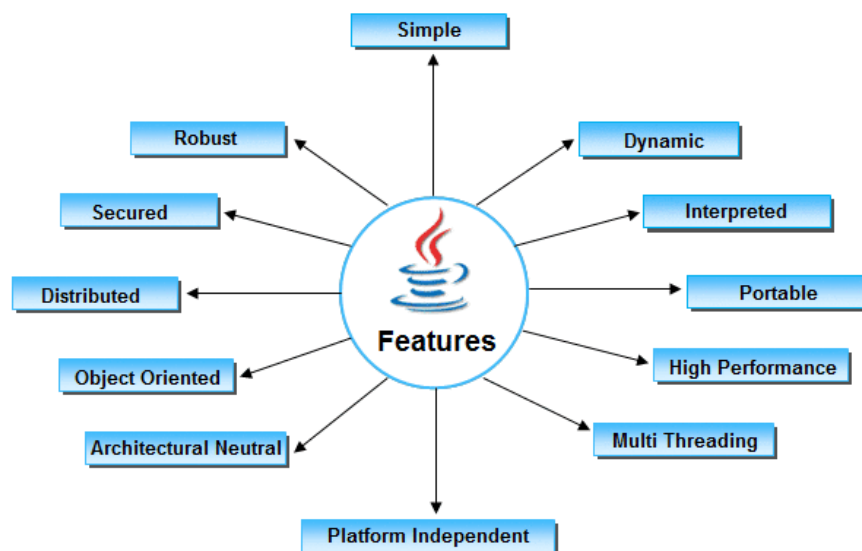 Simple
Robust
Dynamic
Secured
Interpreted
Distributed
Portable
Features
Object Oriented
High Performance
Architectural Neutral
Multi Threading
Platform Independent